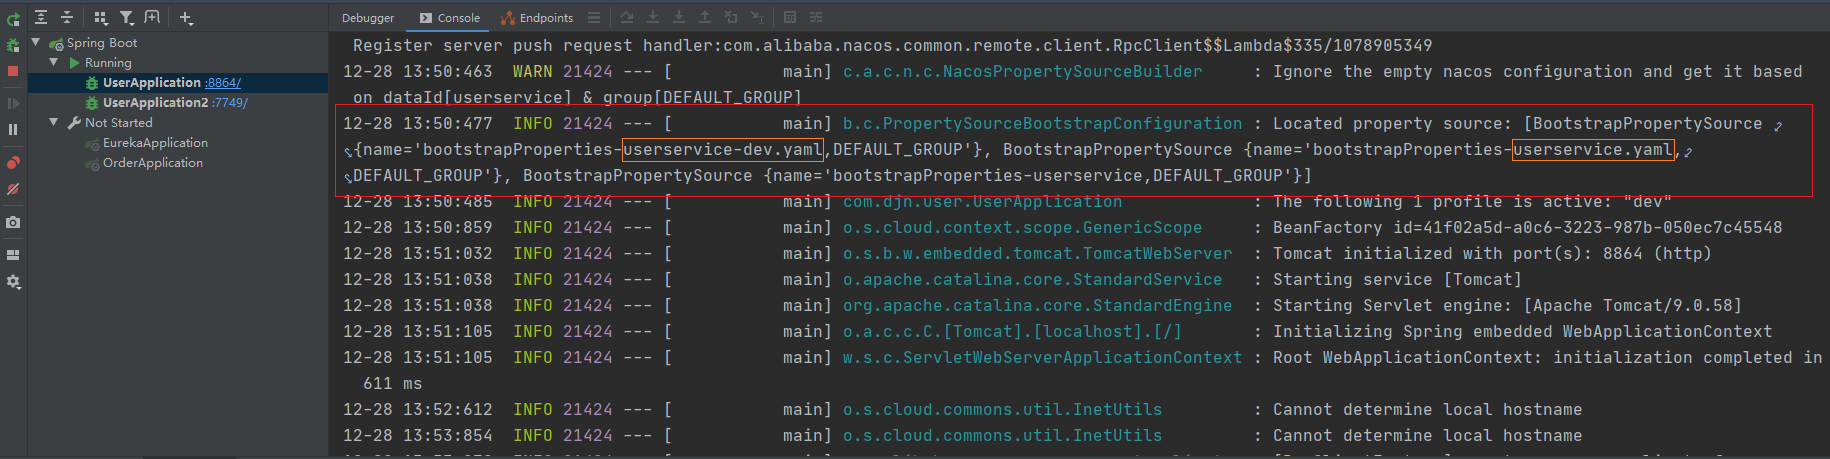 Debugger Console Endpoints
Spring Boot
Running
UserApplication :8864/
UserApplication2 :7749/
Not Started
EurekaApplication
OrderApplication
Register server push request handler:com.alibaba.nacos.common.remote.client.RpcClient$$Lambda$335/1078905349
12-28 13:50:463  WARN 21424 --- [           main] c.a.c.n.c.NacosPropertySourceBuilder     : Ignore the empty nacos configuration and get it based
on dataId[userservice] & group[DEFAULT_GROUP]
12-28 13:50:477  INFO 21424 --- [           main] b.c.PropertySourceBootstrapConfiguration : Located property source: [BootstrapPropertySource
{name='bootstrapProperties-userservice-dev.yaml,DEFAULT_GROUP'}, BootstrapPropertySource {name='bootstrapProperties-userservice.yaml,
DEFAULT_GROUP'}, BootstrapPropertySource {name='bootstrapProperties-userservice,DEFAULT_GROUP'}]
12-28 13:50:485  INFO 21424 --- [           main] com.djn.user.UserApplication             : The following 1 profile is active: "dev"
12-28 13:50:859  INFO 21424 --- [           main] o.s.cloud.context.scope.GenericScope     : BeanFactory id=41f02a5d-a0c6-3223-987b-050ec7c45548
12-28 13:51:032  INFO 21424 --- [           main] o.s.b.w.embedded.tomcat.TomcatWebServer  : Tomcat initialized with port(s): 8864 (http)
12-28 13:51:038  INFO 21424 --- [           main] o.apache.catalina.core.StandardService   : Starting service [Tomcat]
12-28 13:51:038  INFO 21424 --- [           main] org.apache.catalina.core.StandardEngine  : Starting Servlet engine: [Apache Tomcat/9.0.58]
12-28 13:51:105  INFO 21424 --- [           main] o.a.c.c.C.[Tomcat].[localhost].[/]       : Initializing Spring embedded WebApplicationContext
12-28 13:51:105  INFO 21424 --- [           main] w.s.c.ServletWebServerApplicationContext : Root WebApplicationContext: initialization completed in
611 ms
12-28 13:52:612  INFO 21424 --- [           main] o.s.cloud.commons.util.InetUtils         : Cannot determine local hostname
12-28 13:53:854  INFO 21424 --- [           main] o.s.cloud.commons.util.InetUtils         : Cannot determine local hostname